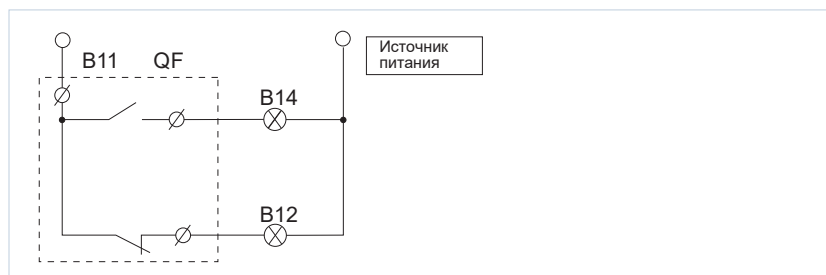 Источник
питания
B11 QF
B14
B12